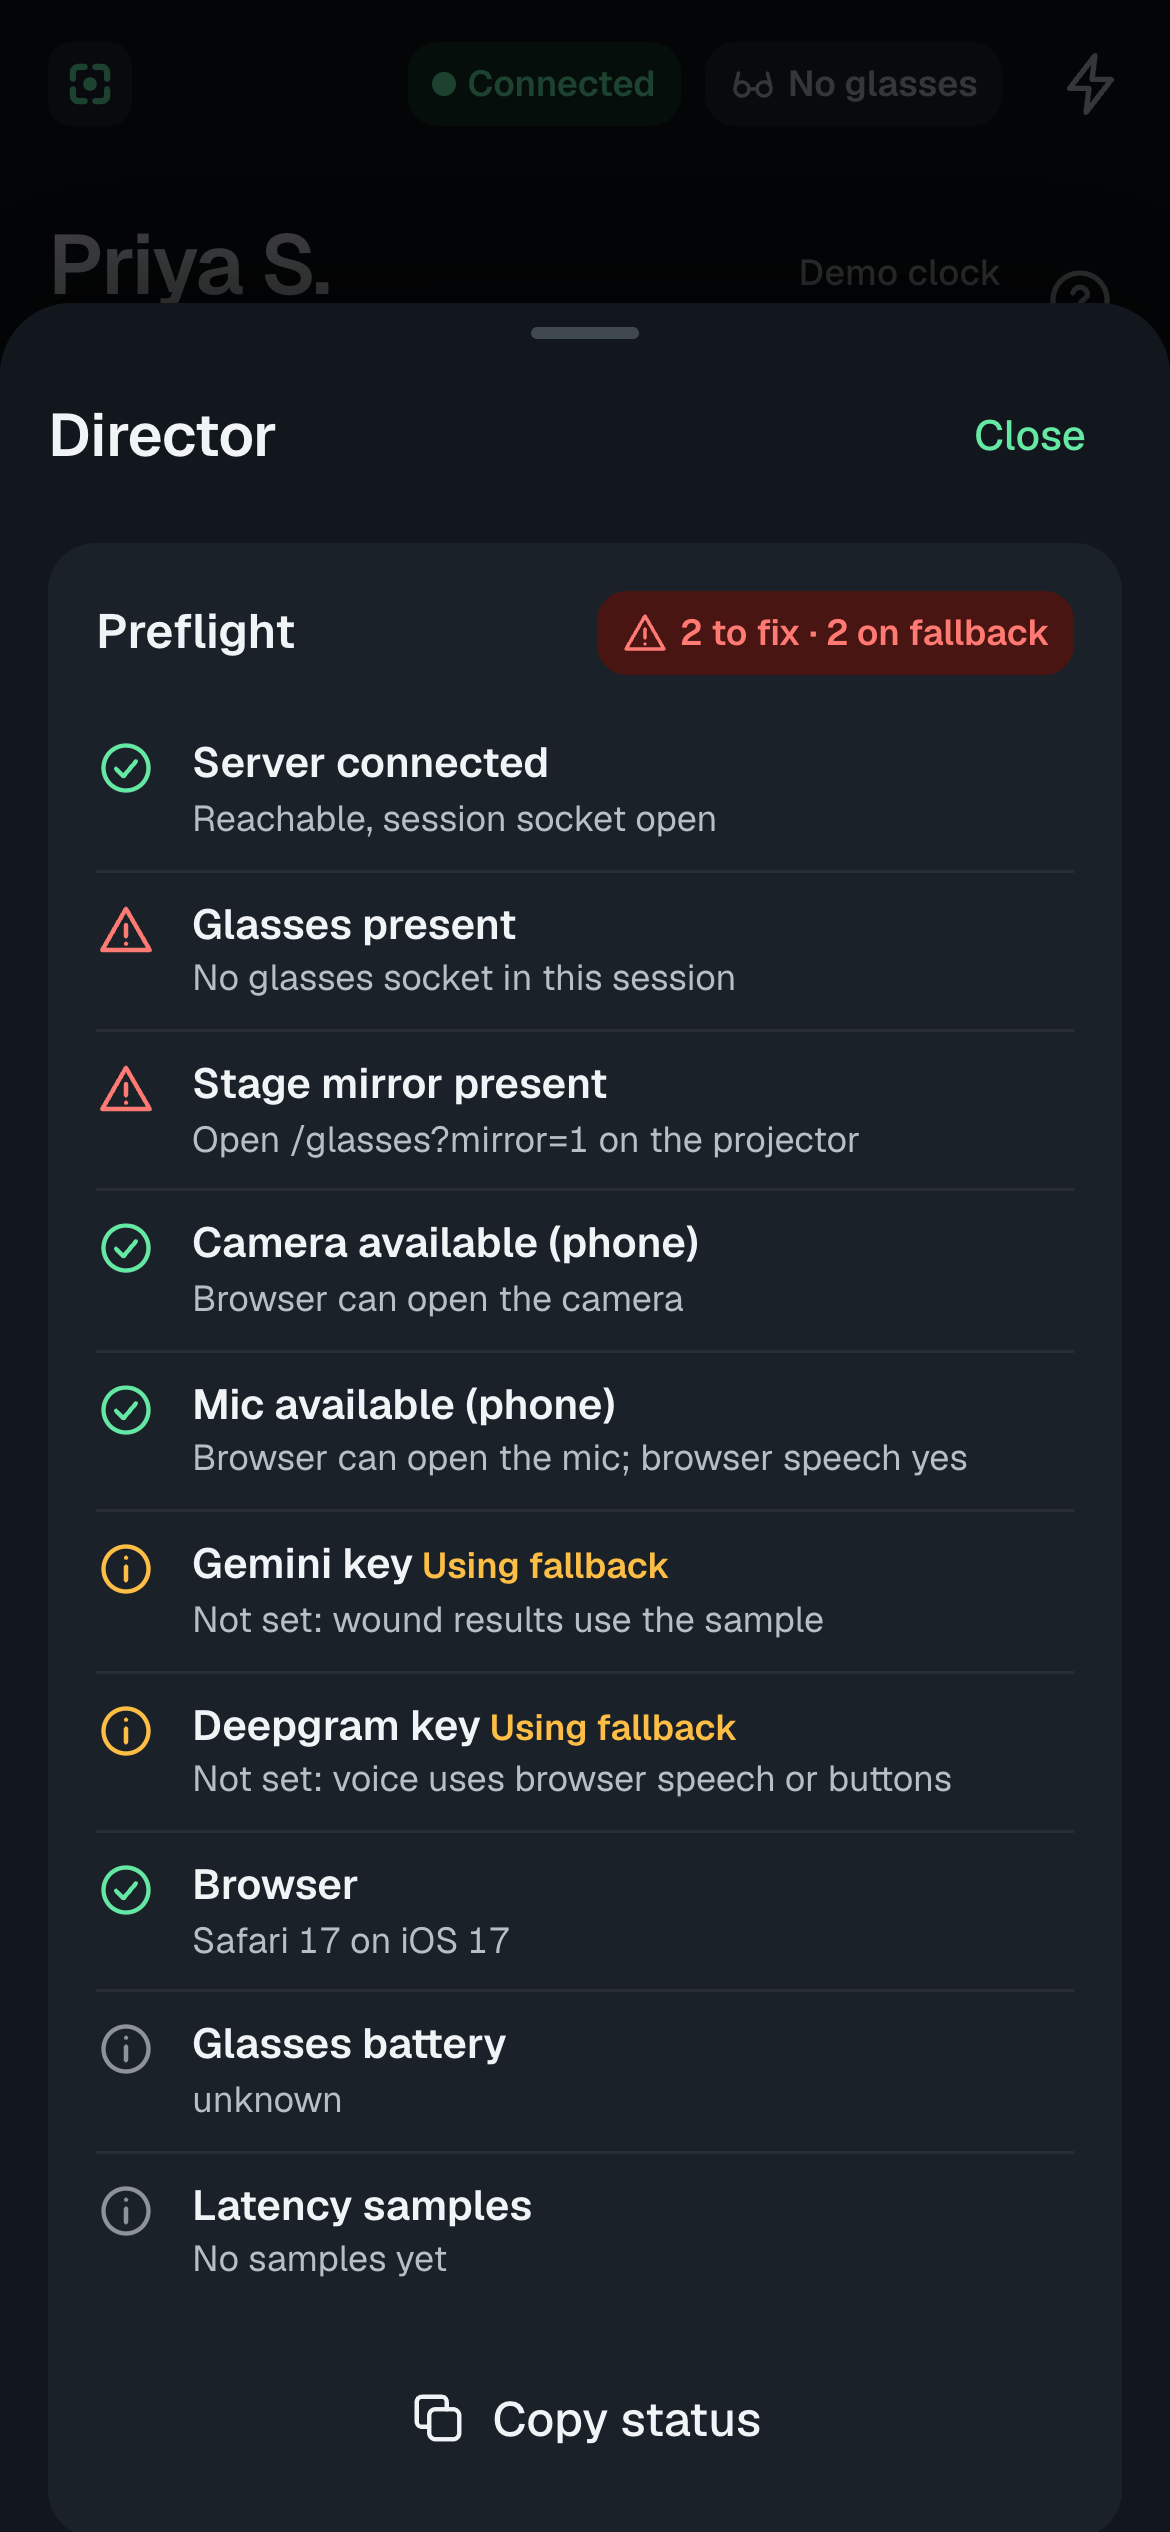 Connected
No glasses
Priya S.
Demo clock
?
Director
Close
Preflight
2 to fix · 2 on fallback
Server connected
Reachable, session socket open
Glasses present
No glasses socket in this session
Stage mirror present
Open /glasses?mirror=1 on the projector
Camera available (phone)
Browser can open the camera
Mic available (phone)
Browser can open the mic; browser speech yes
Gemini key Using fallback
Not set: wound results use the sample
Deepgram key Using fallback
Not set: voice uses browser speech or buttons
Browser
Safari 17 on iOS 17
Glasses battery
unknown
Latency samples
No samples yet
Copy status